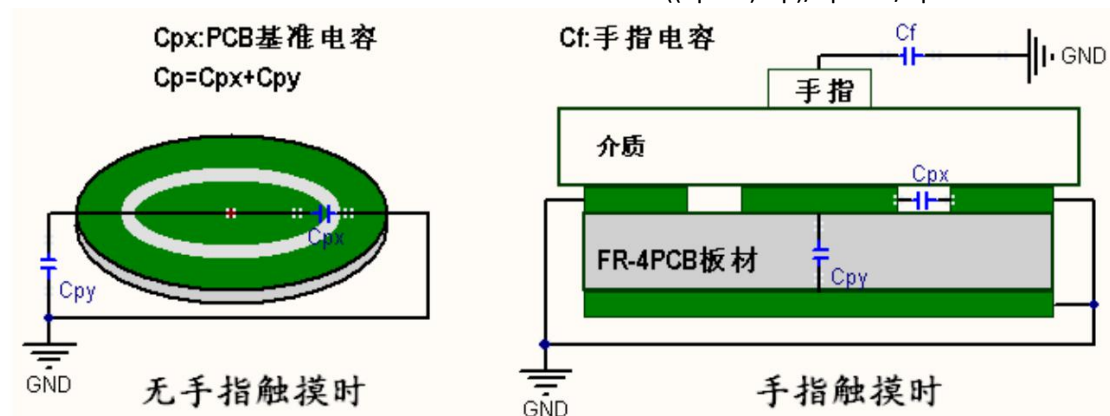 Cpx:PCB基准电容
Cp=Cpx+Cpy
Cpx
Cpy
GND
无手指触摸时
Cf:手指电容
Cf
GND
手指
介质
Cpx
FR-4PCB板材
Cpy
GND
手指触摸时